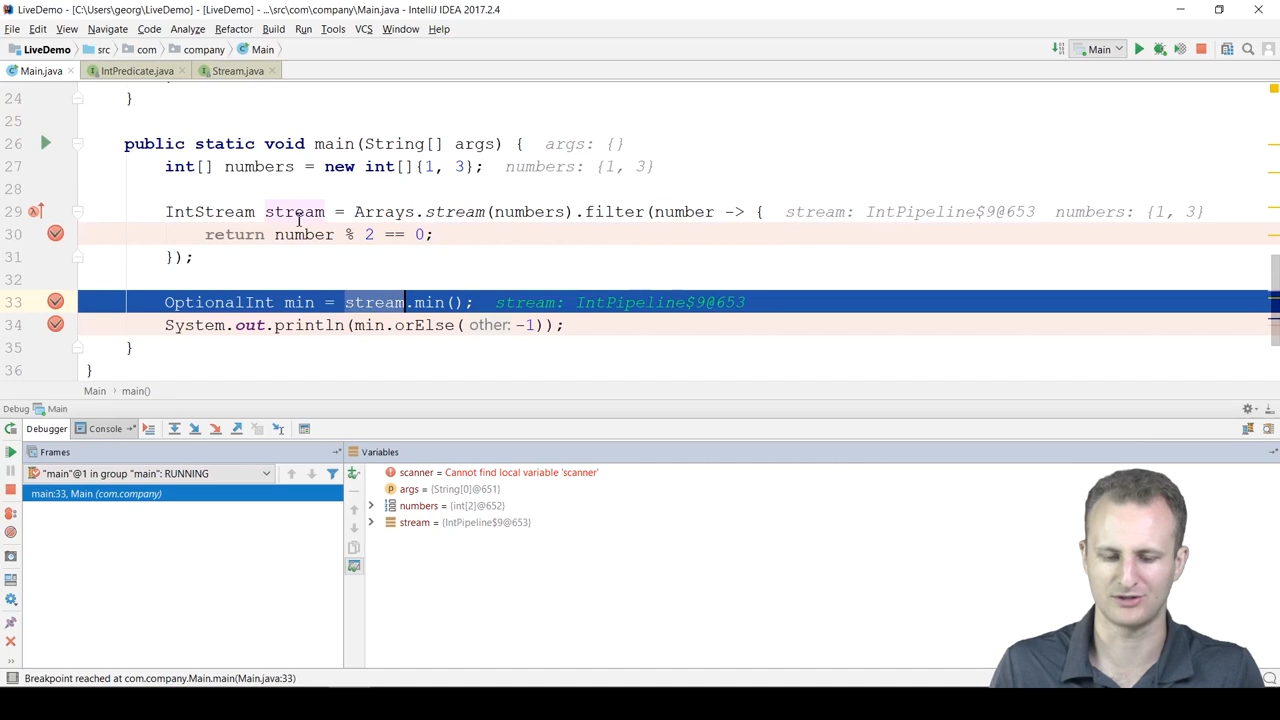 LiveDemo - [C:\Users\georg\LiveDemo] - [LiveDemo] - ...\src\com\company\Main.java - IntelliJ IDEA 2017.2.4
File Edit View Navigate Code Analyze Refactor Build Run Tools VCS Window Help
LiveDemo src com company Main Main
Main.java IntPredicate.java Stream.java
24 }
25
26 public static void main(String[] args) { args: {}
27 int[] numbers = new int[]{1, 3}; numbers: {1, 3}
28
29 IntStream stream = Arrays.stream(numbers).filter(number -> { stream: IntPipeline$9@653 numbers: {1, 3}
30 return number % 2 == 0;
31 });
32
33 OptionalInt min = stream.min(); stream: IntPipeline$9@653
34 System.out.println(min.orElse( other: -1));
35 }
36 }
Main main()
Debug Main
Debugger Console
Frames Variables
"main"@1 in group "main": RUNNING
main:33, Main (com.company)
scanner = Cannot find local variable 'scanner'
args = {String[0]@651}
numbers = {int[2]@652}
stream = {IntPipeline$9@653}
Breakpoint reached at com.company.Main.main(Main.java:33)